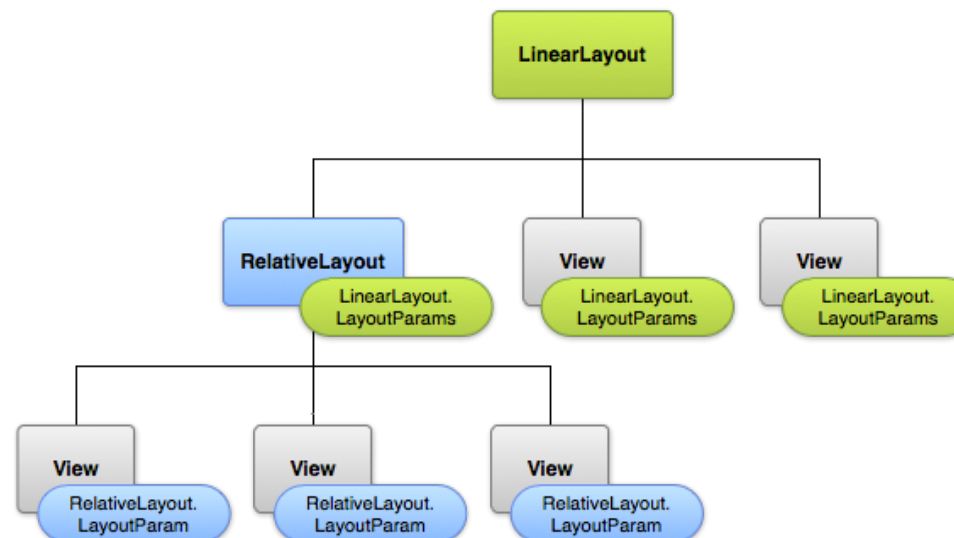 LinearLayout
RelativeLayout
LinearLayout.
LayoutParams
View
LinearLayout.
LayoutParams
View
LinearLayout.
LayoutParams
View
RelativeLayout.
LayoutParam
View
RelativeLayout.
LayoutParam
View
RelativeLayout.
LayoutParam